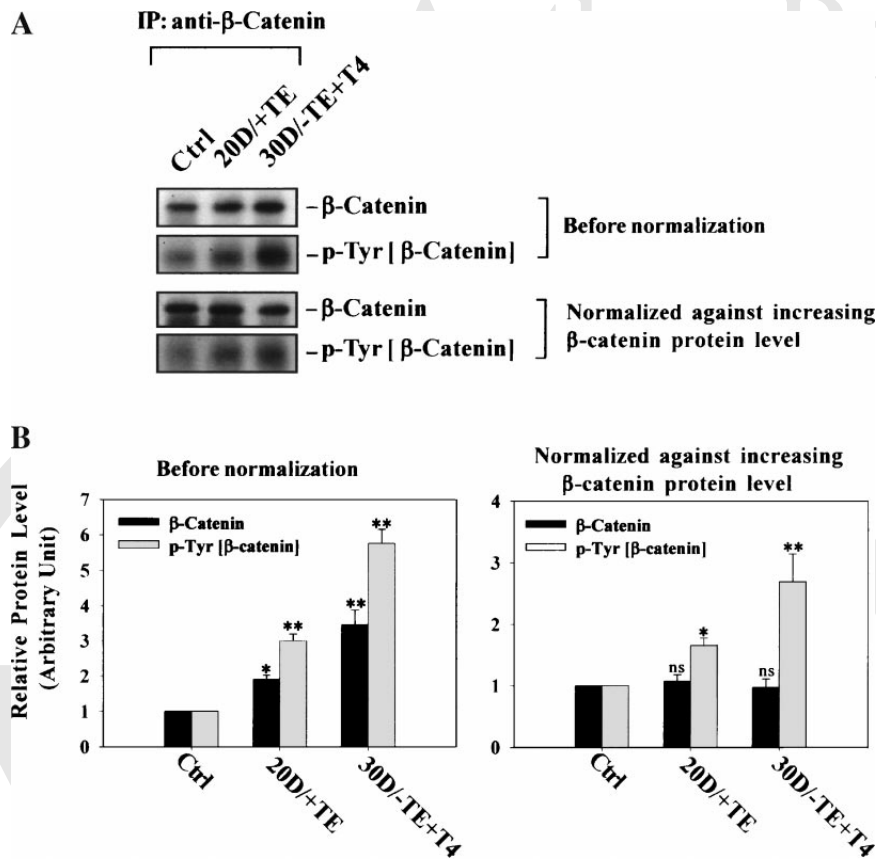 A
IP: anti-β-Catenin
Ctrl
20D/+TE
30D/-TE+T4
-β-Catenin
-p-Tyr [ β-Catenin]
Before normalization
-β-Catenin
-p-Tyr [β-Catenin]
Normalized against increasing
β-catenin protein level
B
Before normalization
Relative Protein Level
(Arbitrary Unit)
7
6
5
4
3
2
1
0
β-Catenin
p-Tyr [β-catenin]
*
**
**
**
Ctrl
20D/+TE
30D/-TE+T4
Normalized against increasing
β-catenin protein level
4
3
2
1
0
β-Catenin
p-Tyr [β-catenin]
ns
*
ns
**
Ctrl
20D/+TE
30D/-TE+T4